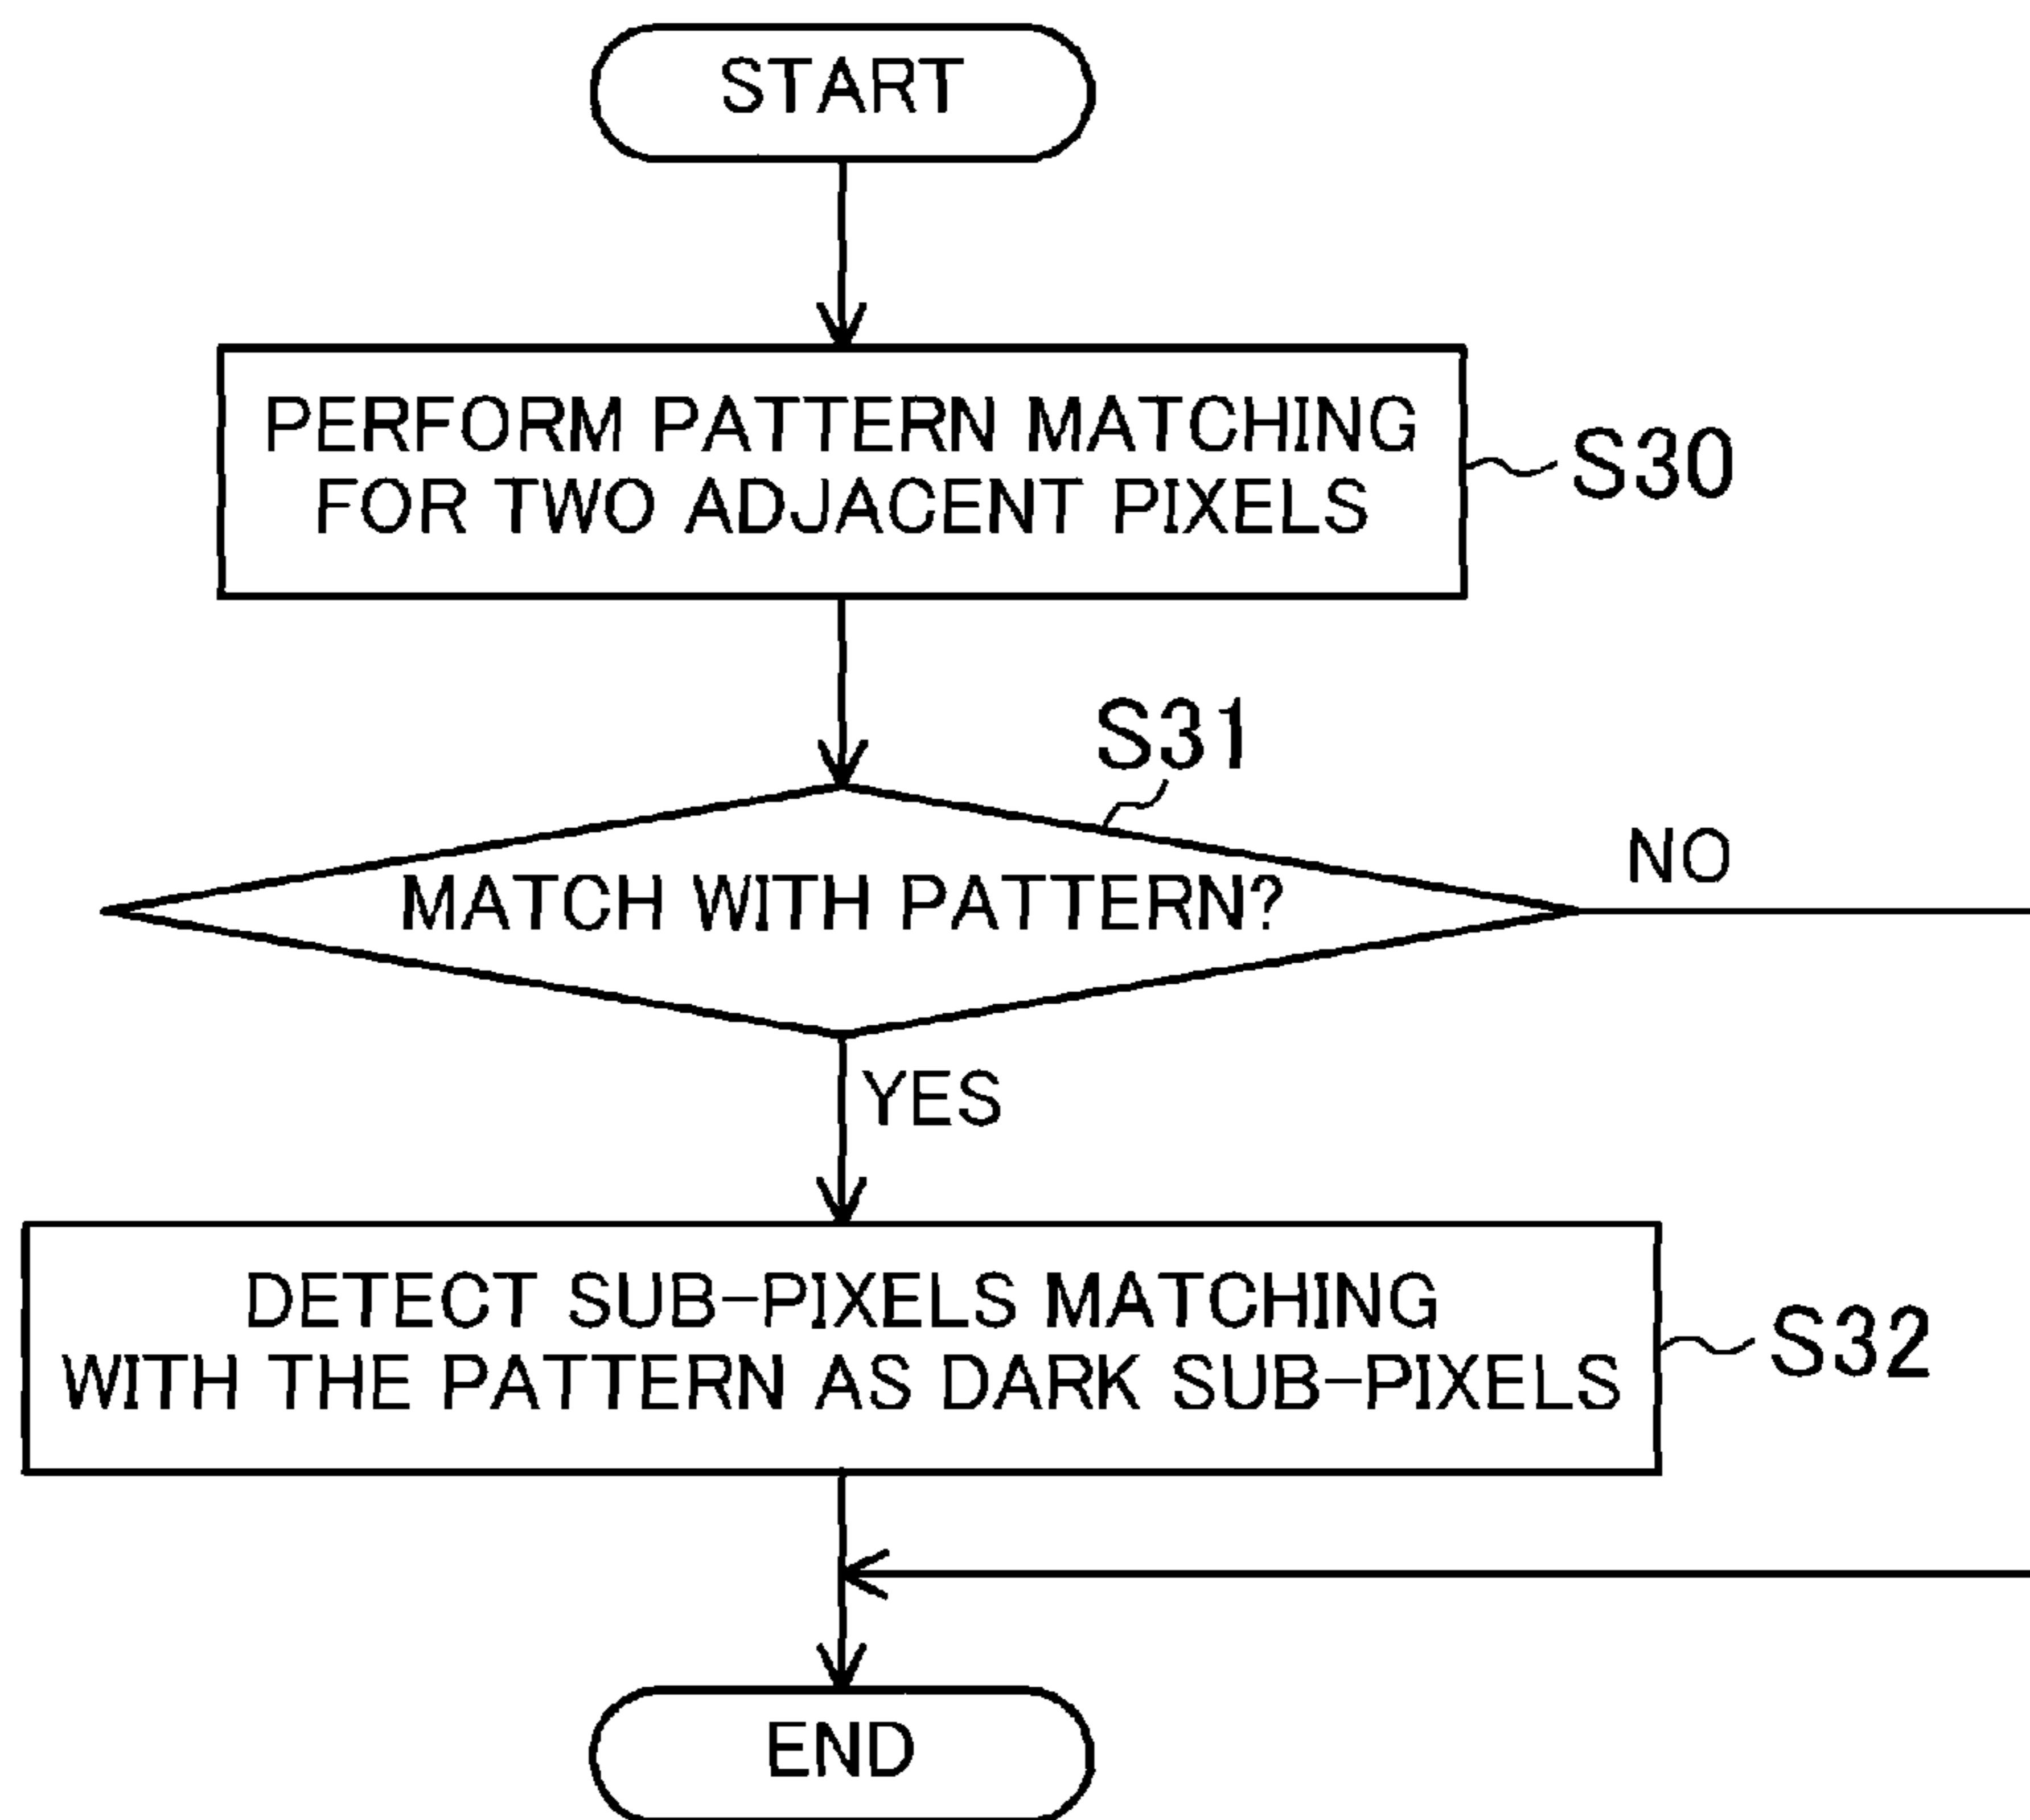 START
PERFORM PATTERN MATCHING
FOR TWO ADJACENT PIXELS
S30
S31
MATCH WITH PATTERN?
NO
YES
DETECT SUB-PIXELS MATCHING
WITH THE PATTERN AS DARK SUB-PIXELS
S32
END